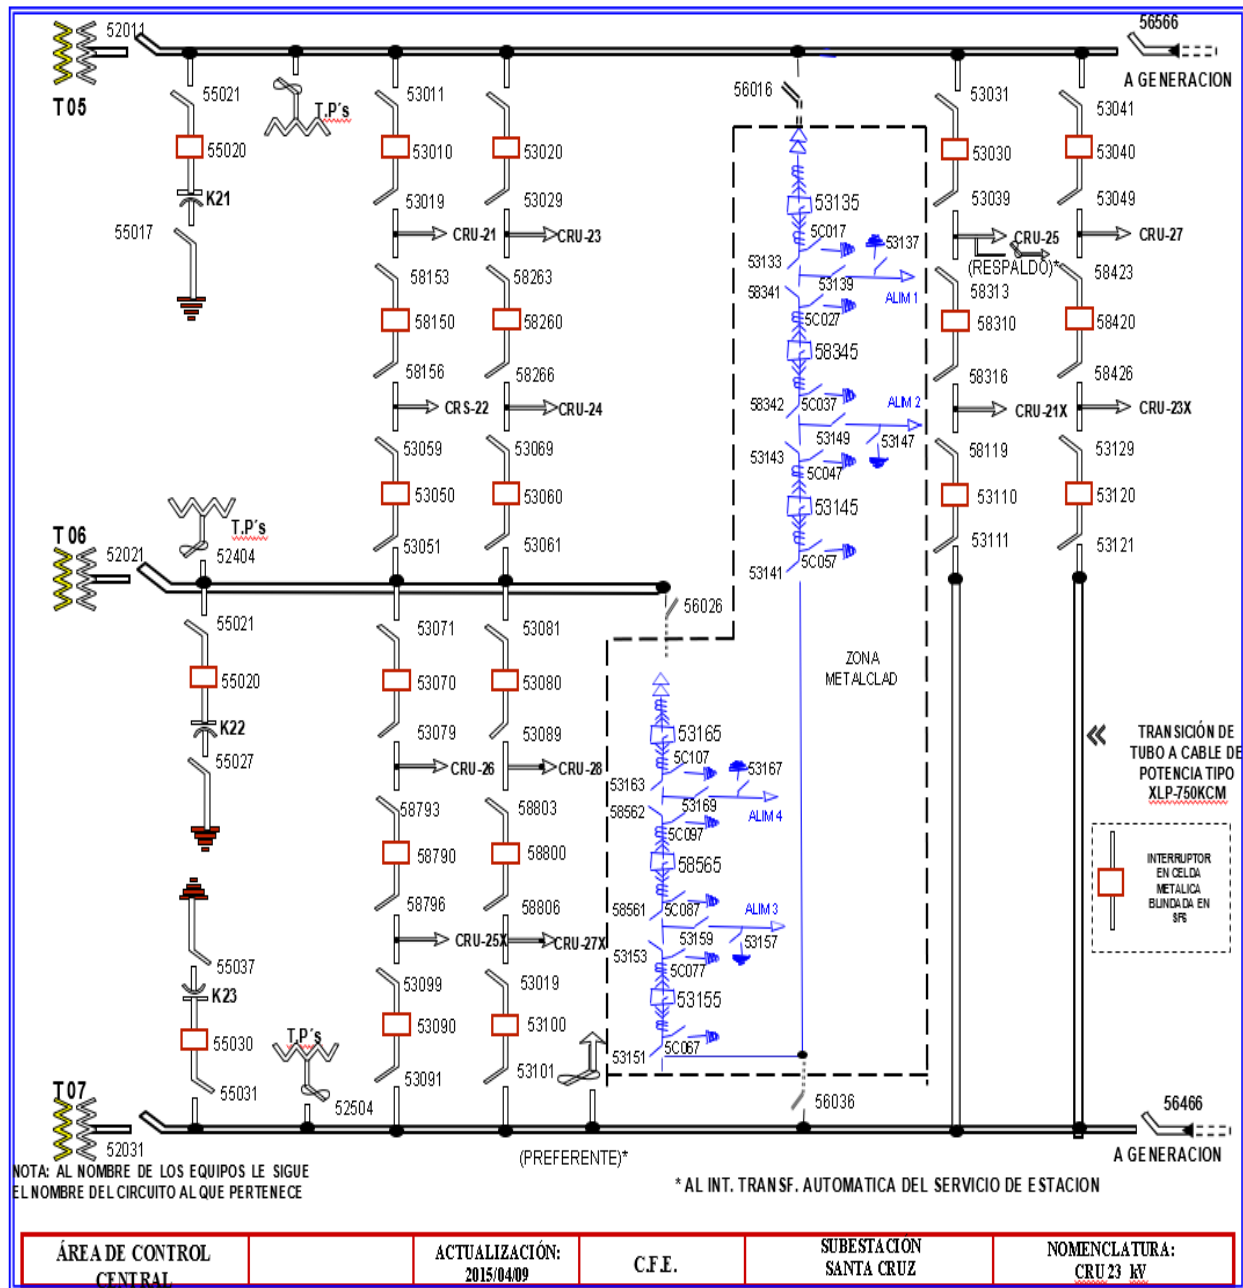 52011
56566
T05
A GENERACION
55021
T.P's
53011
56016
53031
53041
55020
53010
53020
53030
53040
K21
53019
53029
53135
53039
53049
55017
CRU-21
CRU-23
5C017
53137
CRU-25
CRU-27
53133
53139
(RESPALDO)*
58153
58263
58341
ALIM 1
58313
58423
58150
58260
5C027
58310
58420
58345
58156
58266
58316
58426
CRS-22
CRU-24
58342
5C037
ALIM 2
CRU-21X
CRU-23X
53149
53147
53059
53069
53143
58119
53129
5C047
53050
53060
53145
53110
53120
T.P's
T06
52021
52404
53051
53061
5C057
53111
53121
53141
56026
55021
53071
53081
ZONA
METALCLAD
55020
53070
53080
K22
53079
53089
53165
TRANSICIÓN DE
TUBO A CABLE DE
POTENCIA TIPO
XLP-750KCM
55027
CRU-26
CRU-28
5C107
53167
53163
53169
58793
58803
58562
ALIM 4
5C097
58790
58800
58565
INTERRUPTOR
EN CELDA
METALICA
BLINDADA EN
SF6
58796
58806
58561
5C087
ALIM 3
55037
CRU-25X
CRU-27X
53159
53157
53153
K23
53099
53019
5C077
55030
T.P's
53090
53100
53155
53151
5C067
55031
52504
53091
53101
56036
T07
52031
56466
A GENERACION
(PREFERENTE)*
NOTA: AL NOMBRE DE LOS EQUIPOS LE SIGUE
EL NOMBRE DEL CIRCUITO AL QUE PERTENECE
* AL INT. TRANSF. AUTOMATICA DEL SERVICIO DE ESTACION
ÁREA DE CONTROL
CENTRAL
ACTUALIZACIÓN:
2015/04/09
C.F.E.
SUBESTACIÓN
SANTA CRUZ
NOMENCLATURA:
CRU 23 kV